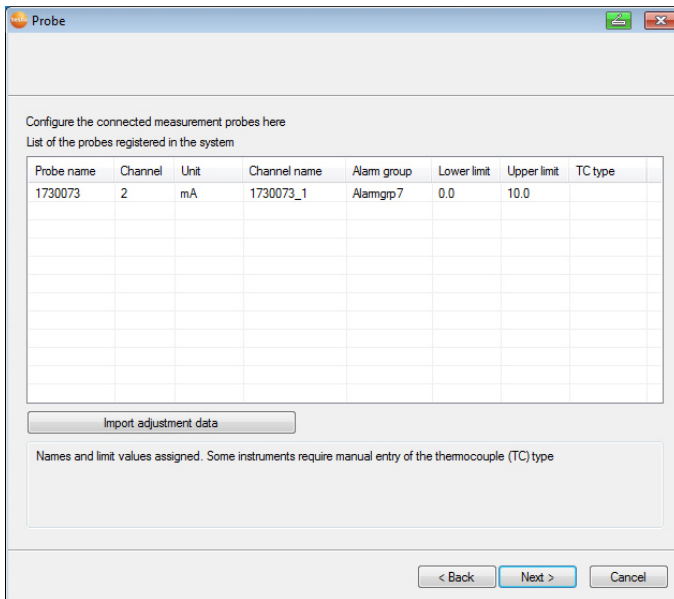 Probe
Configure the connected measurement probes here
List of the probes registered in the system
Probe name Channel Unit Channel name Alarm group Lower limit Upper limit TC type
1730073 2 mA 1730073_1 Alarmgrp7 0.0 10.0
Import adjustment data
Names and limit values assigned. Some instruments require manual entry of the thermocouple (TC) type
< Back Next > Cancel